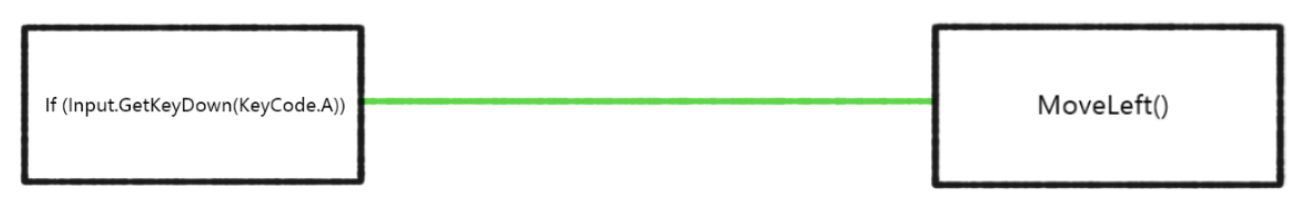 If (Input.GetKeyDown(KeyCode.A))
MoveLeft()